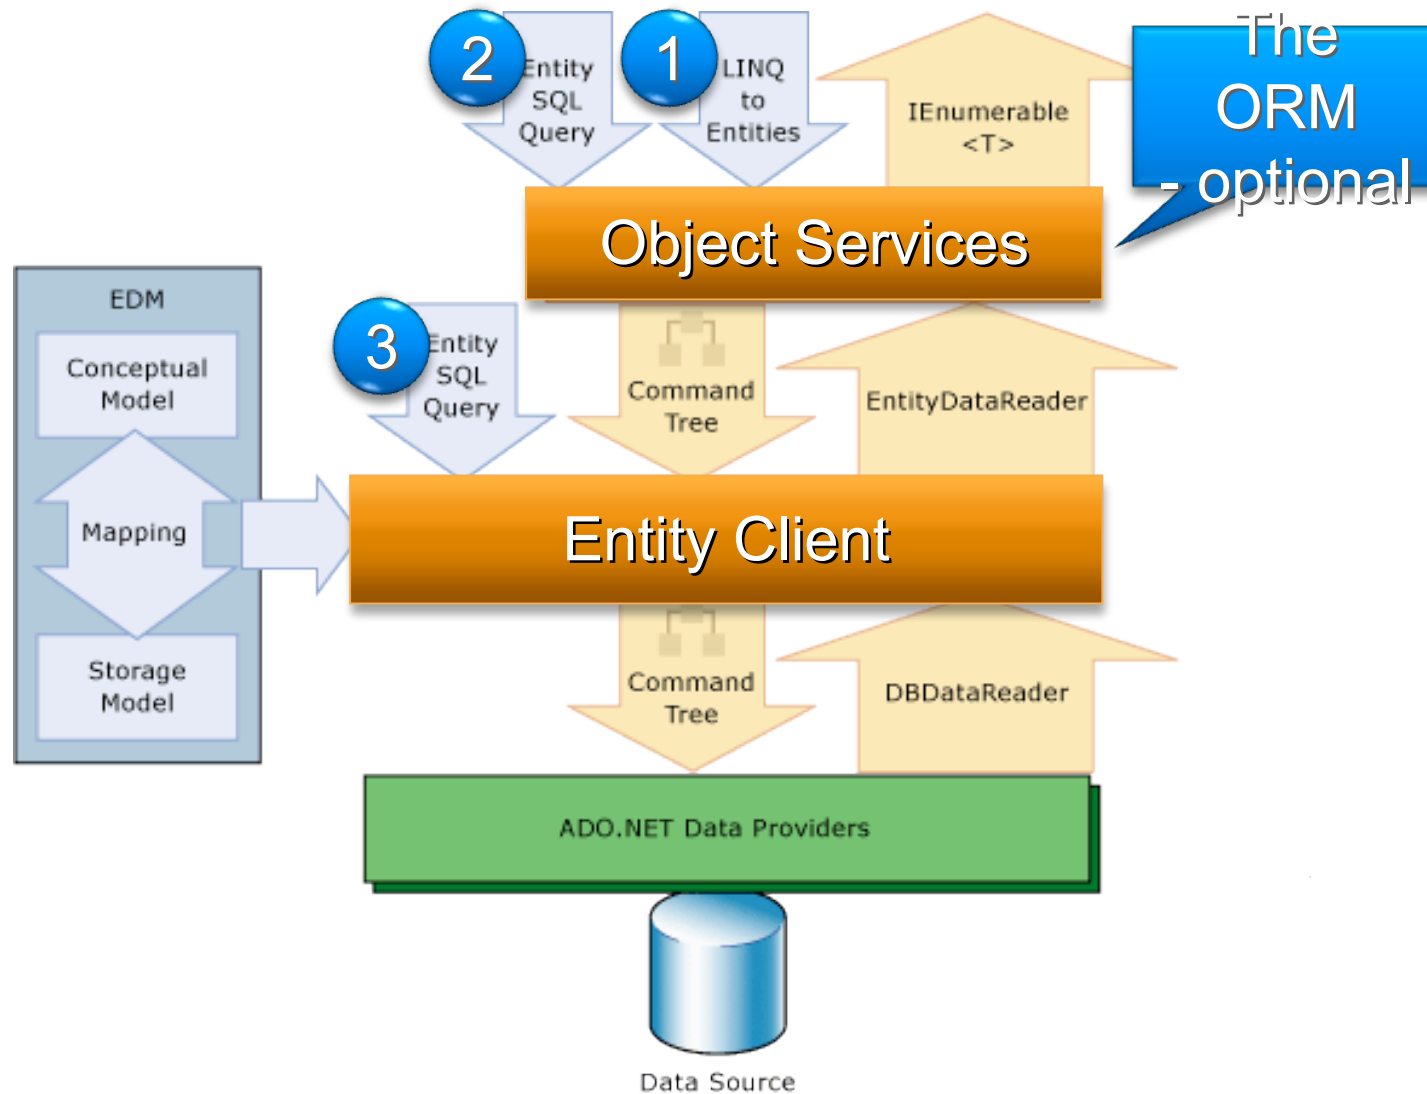 2
Entity
SQL
Query
1
LINQ
to
Entities
IEnumerable
<T>
The
ORM
- optional
Object Services
EDM
Conceptual
Model
Mapping
Storage
Model
3
Entity
SQL
Query
Command
Tree
EntityDataReader
Entity Client
Command
Tree
DBDataReader
ADO.NET Data Providers
Data Source